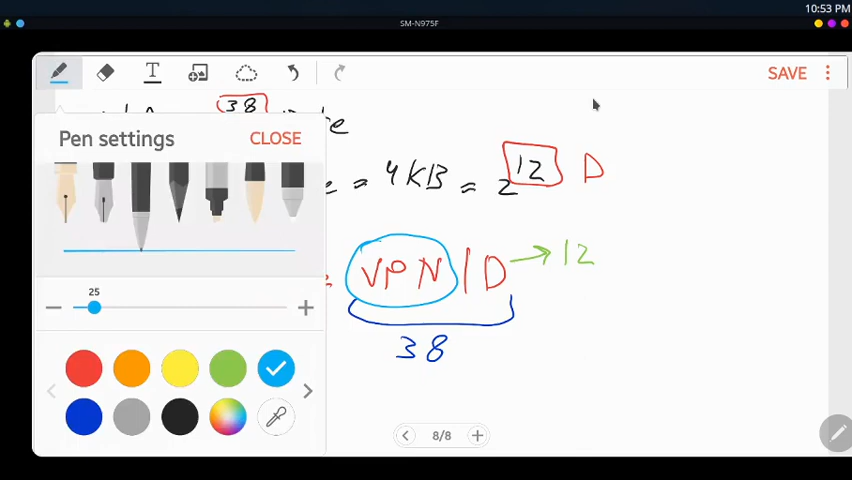 10:53 PM
SM-N975F
SAVE
38
Pen settings
CLOSE
= 4KB = 2^12 D
25
VPN | D → 12
38
8/8